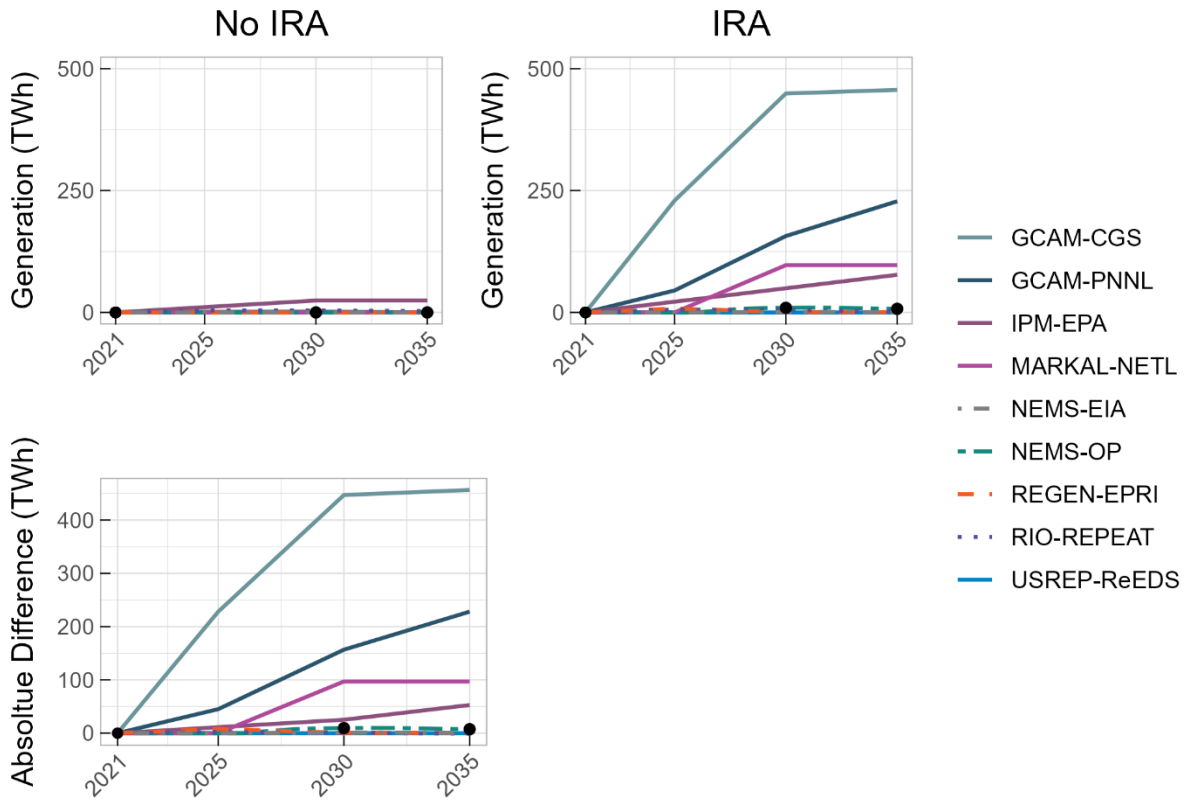 No IRA
Generation (TWh)
500
250
0
2021
2025
2030
2035
IRA
Generation (TWh)
500
250
0
2021
2025
2030
2035
Absoltue Difference (TWh)
400
300
200
100
0
2021
2025
2030
2035
GCAM-CGS
GCAM-PNNL
IPM-EPA
MARKAL-NETL
NEMS-EIA
NEMS-OP
REGEN-EPRI
RIO-REPEAT
USREP-ReEDS